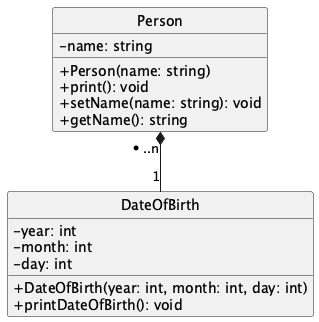 Person
-name: string
+Person(name: string)
+print(): void
+setName(name: string): void
+getName(): string
*..n
1
DateOfBirth
-year: int
-month: int
-day: int
+DateOfBirth(year: int, month: int, day: int)
+printDateOfBirth(): void